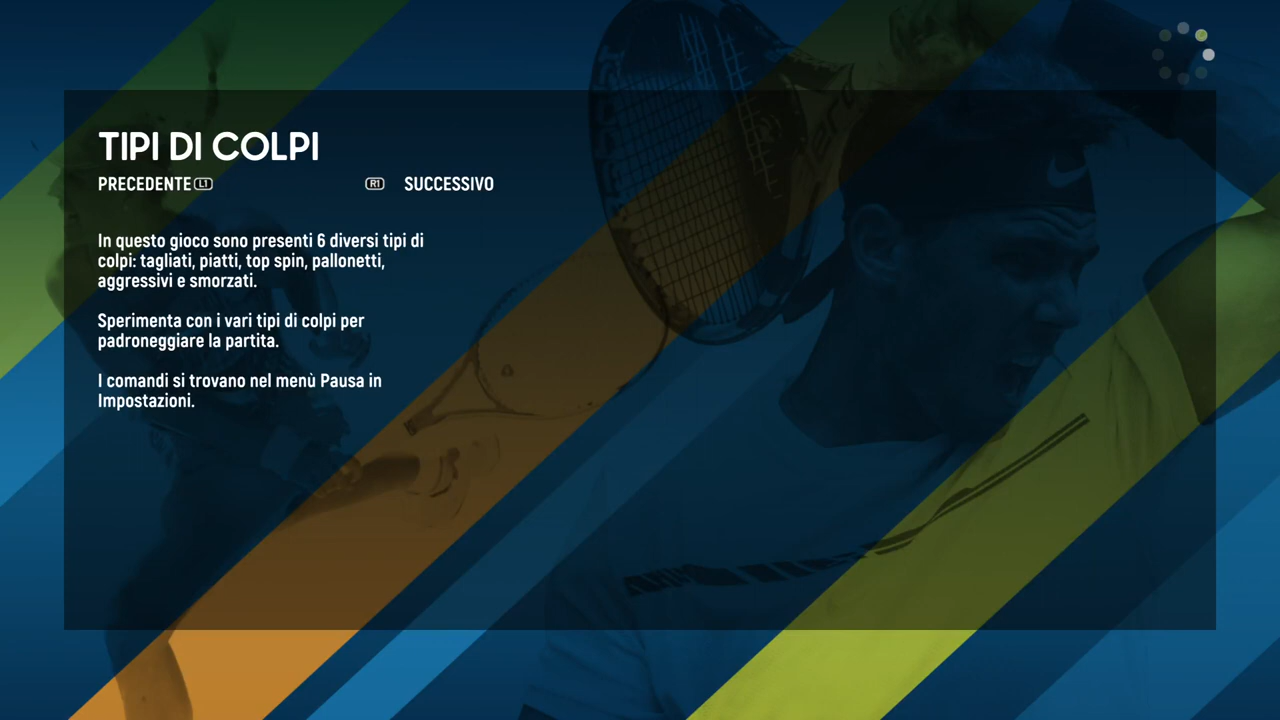 TIPI DI COLPI
PRECEDENTE L1 R1 SUCCESSIVO
In questo gioco sono presenti 6 diversi tipi di
colpi: tagliati, piatti, top spin, pallonetti,
aggressivi e smorzati.
Sperimenta con i vari tipi di colpi per
padroneggiare la partita.
I comandi si trovano nel menù Pausa in
Impostazioni.